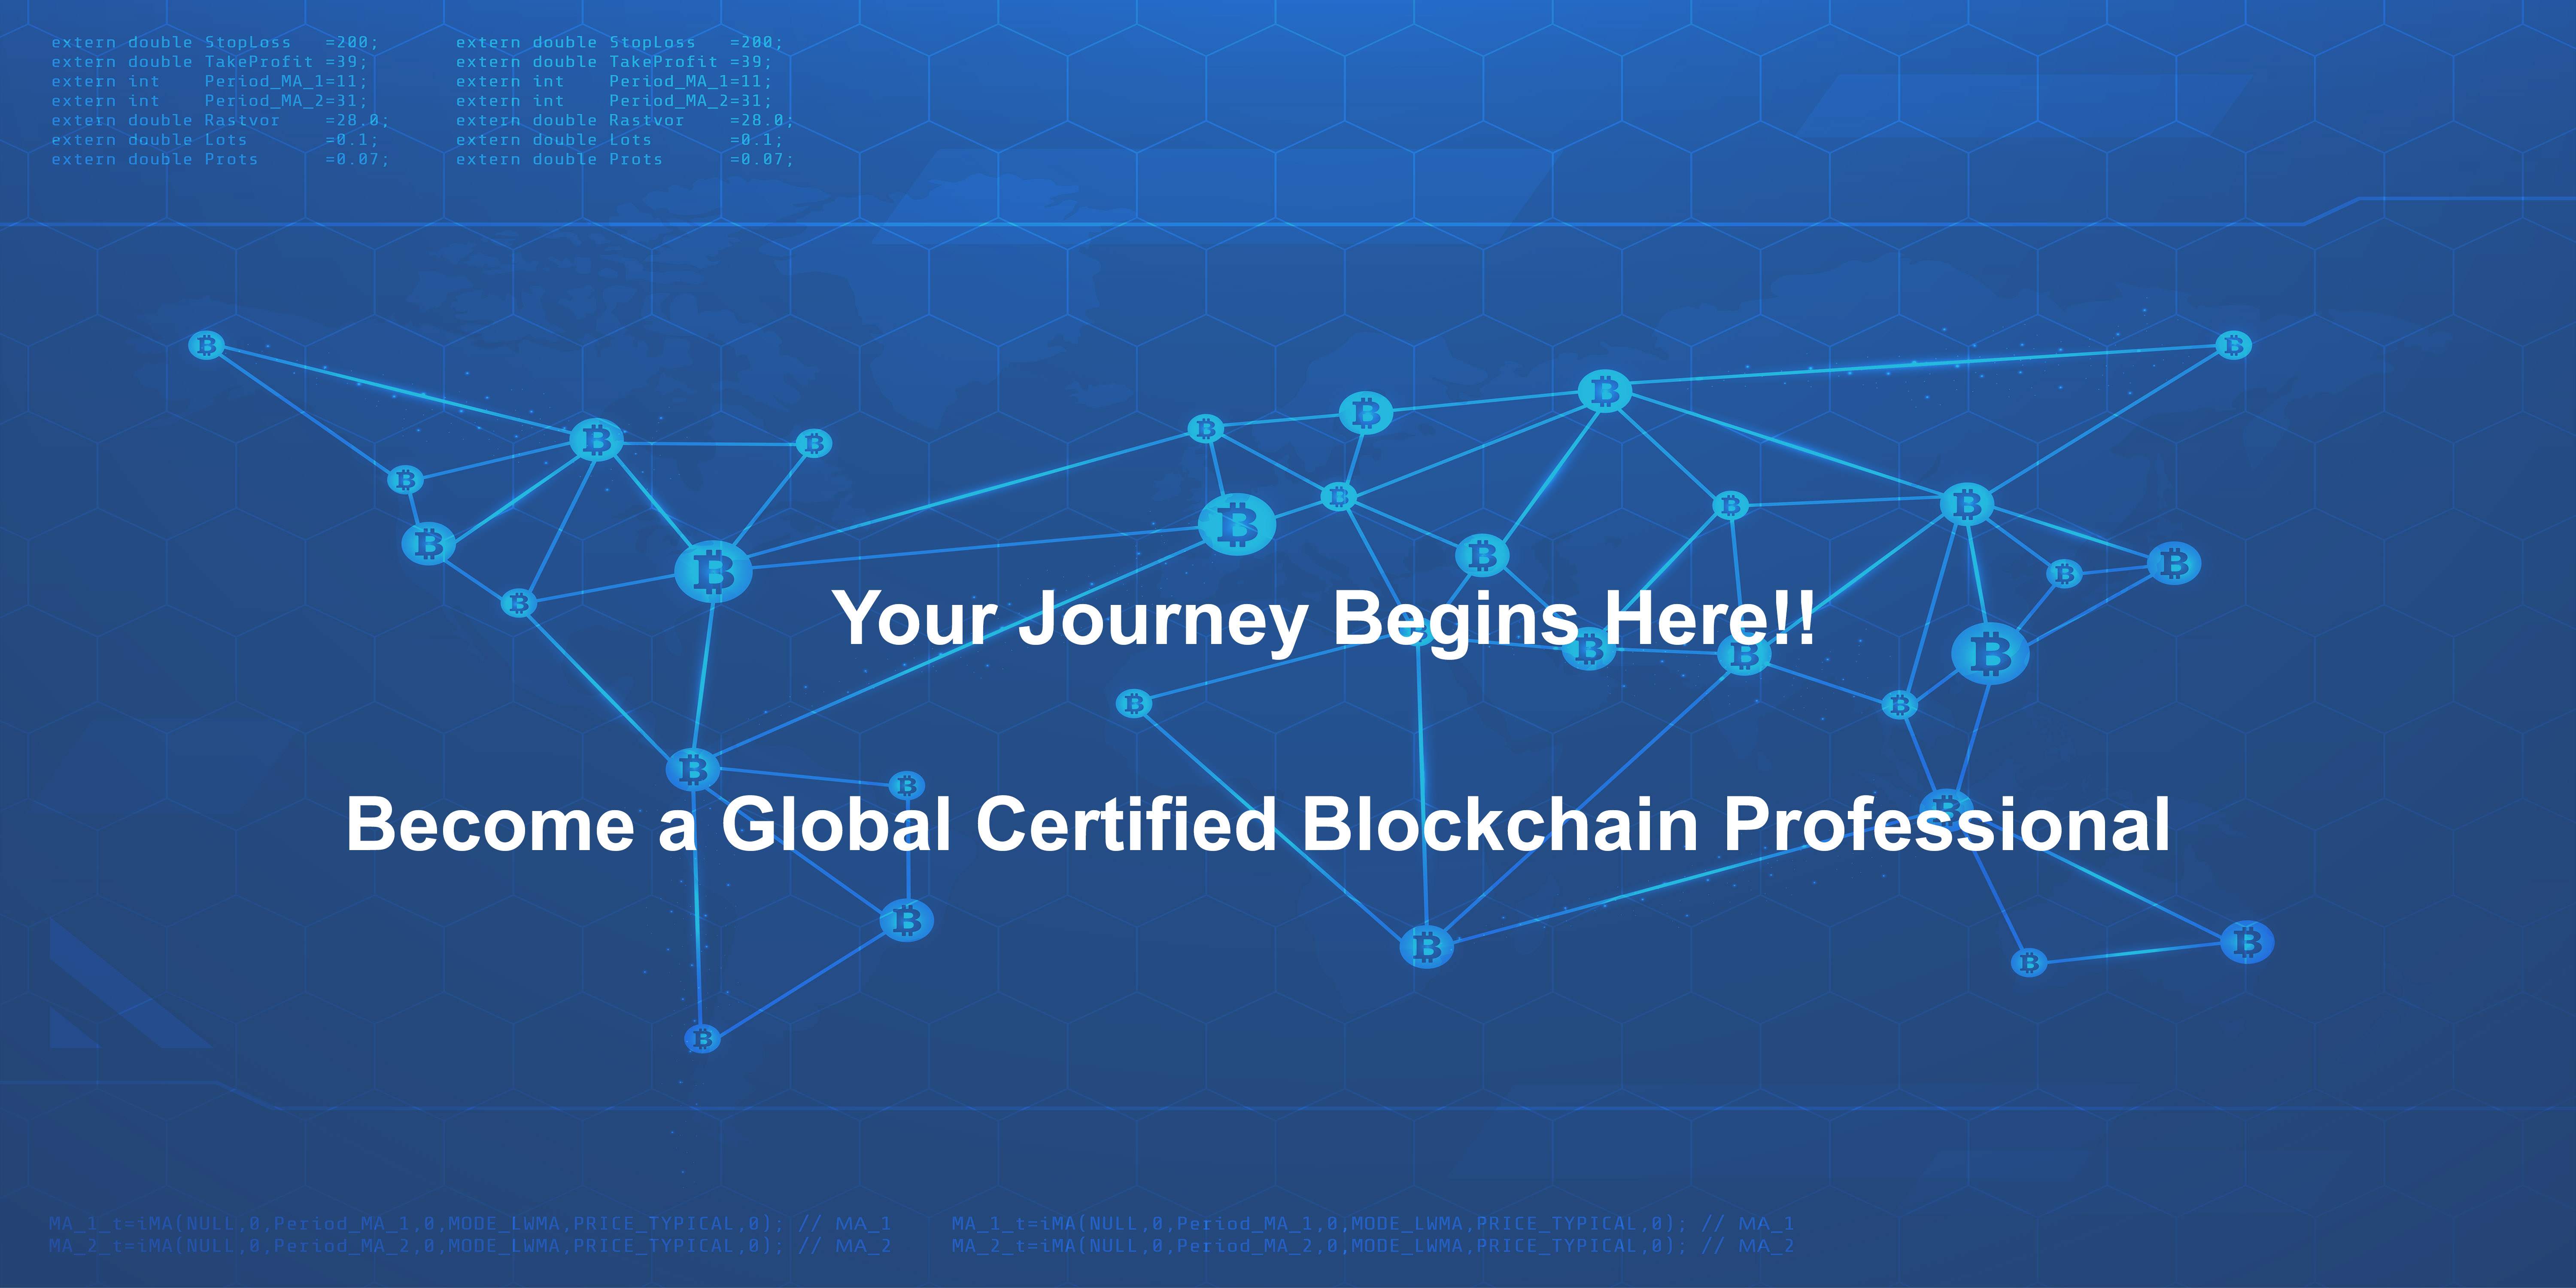 extern double StopLoss   =200;       extern double StopLoss   =200;
extern double TakeProfit =39;        extern double TakeProfit =39;
extern int    Period_MA_1=11;        extern int    Period_MA_1=11;
extern int    Period_MA_2=31;        extern int    Period_MA_2=31;
extern double Rastvor    =28.0;      extern double Rastvor    =28.0;
extern double Lots       =0.1;       extern double Lots       =0.1;
extern double Prots      =0.07;      extern double Prots      =0.07;
Your Journey Begins Here!!
Become a Global Certified Blockchain Professional
MA_1_t=iMA(NULL,0,Period_MA_1,0,MODE_LWMA,PRICE_TYPICAL,0); // MA_1     MA_1_t=iMA(NULL,0,Period_MA_1,0,MODE_LWMA,PRICE_TYPICAL,0); // MA_1
MA_2_t=iMA(NULL,0,Period_MA_2,0,MODE_LWMA,PRICE_TYPICAL,0); // MA_2     MA_2_t=iMA(NULL,0,Period_MA_2,0,MODE_LWMA,PRICE_TYPICAL,0); // MA_2